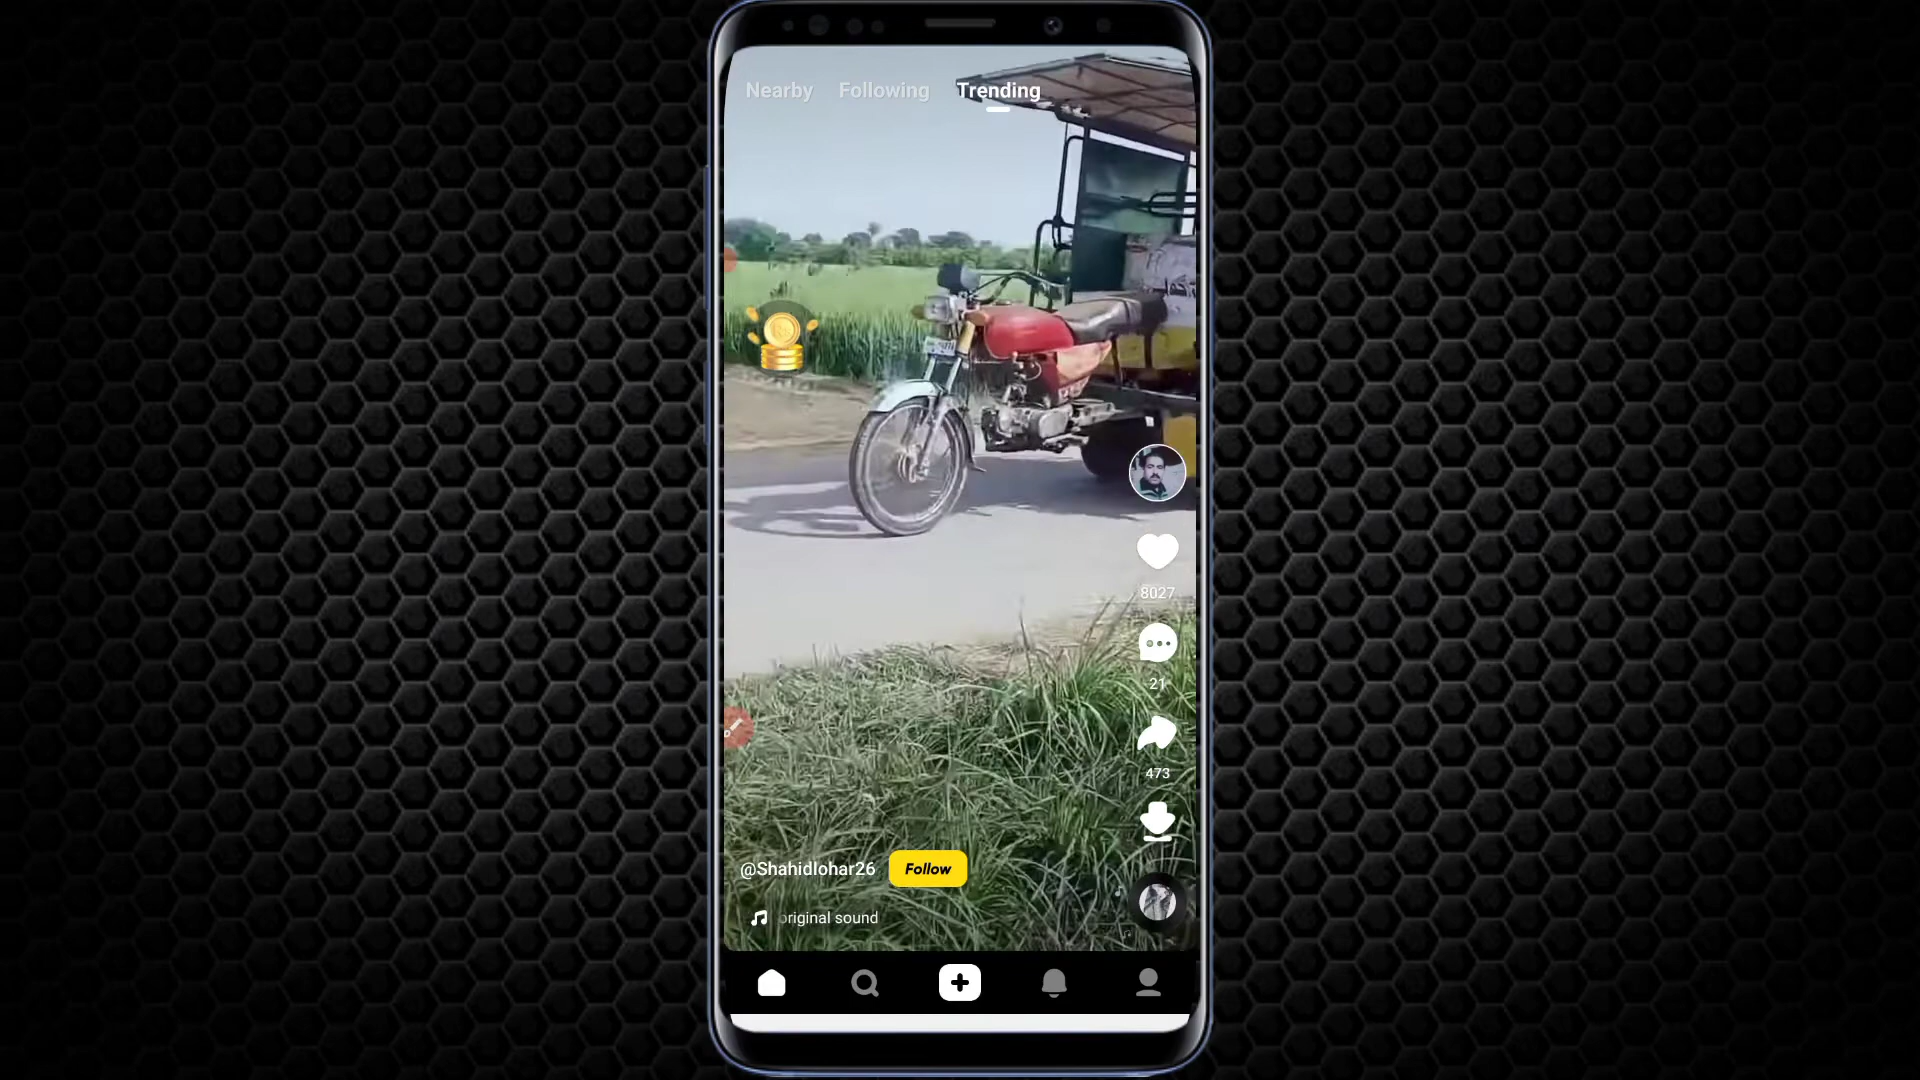 Nearby Following Trending
8027
21
473
@Shahidlohar26 Follow
original sound